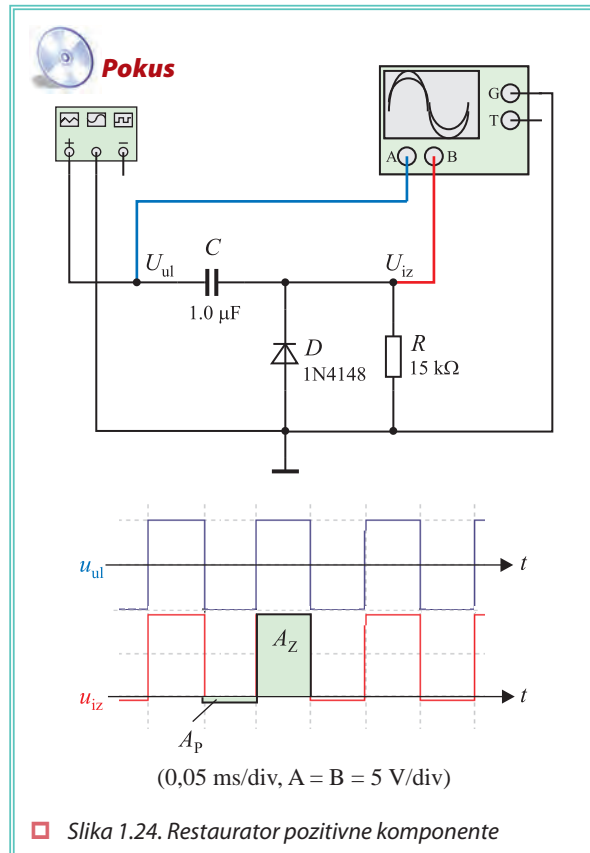 Pokus
G
T
A B
+ −
U_ul C U_iz
1.0 μF
D
1N4148
R
15 kΩ
u_ul t
A_Z
u_iz t
A_P
(0,05 ms/div, A = B = 5 V/div)
Slika 1.24. Restaurator pozitivne komponente